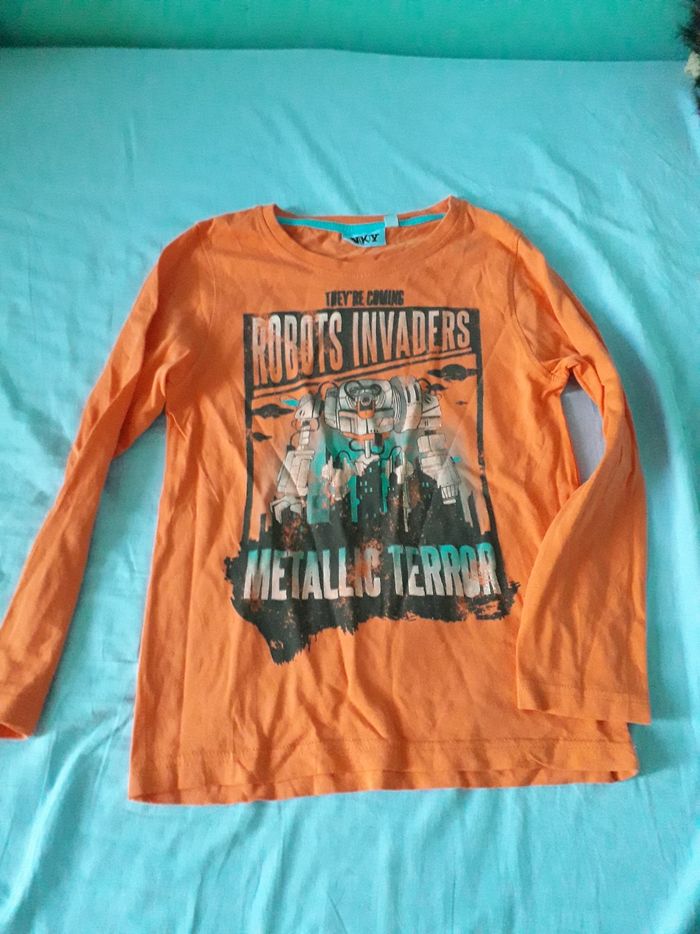 THEY'RE COMING
ROBOTS INVADERS
METALLIC TERROR